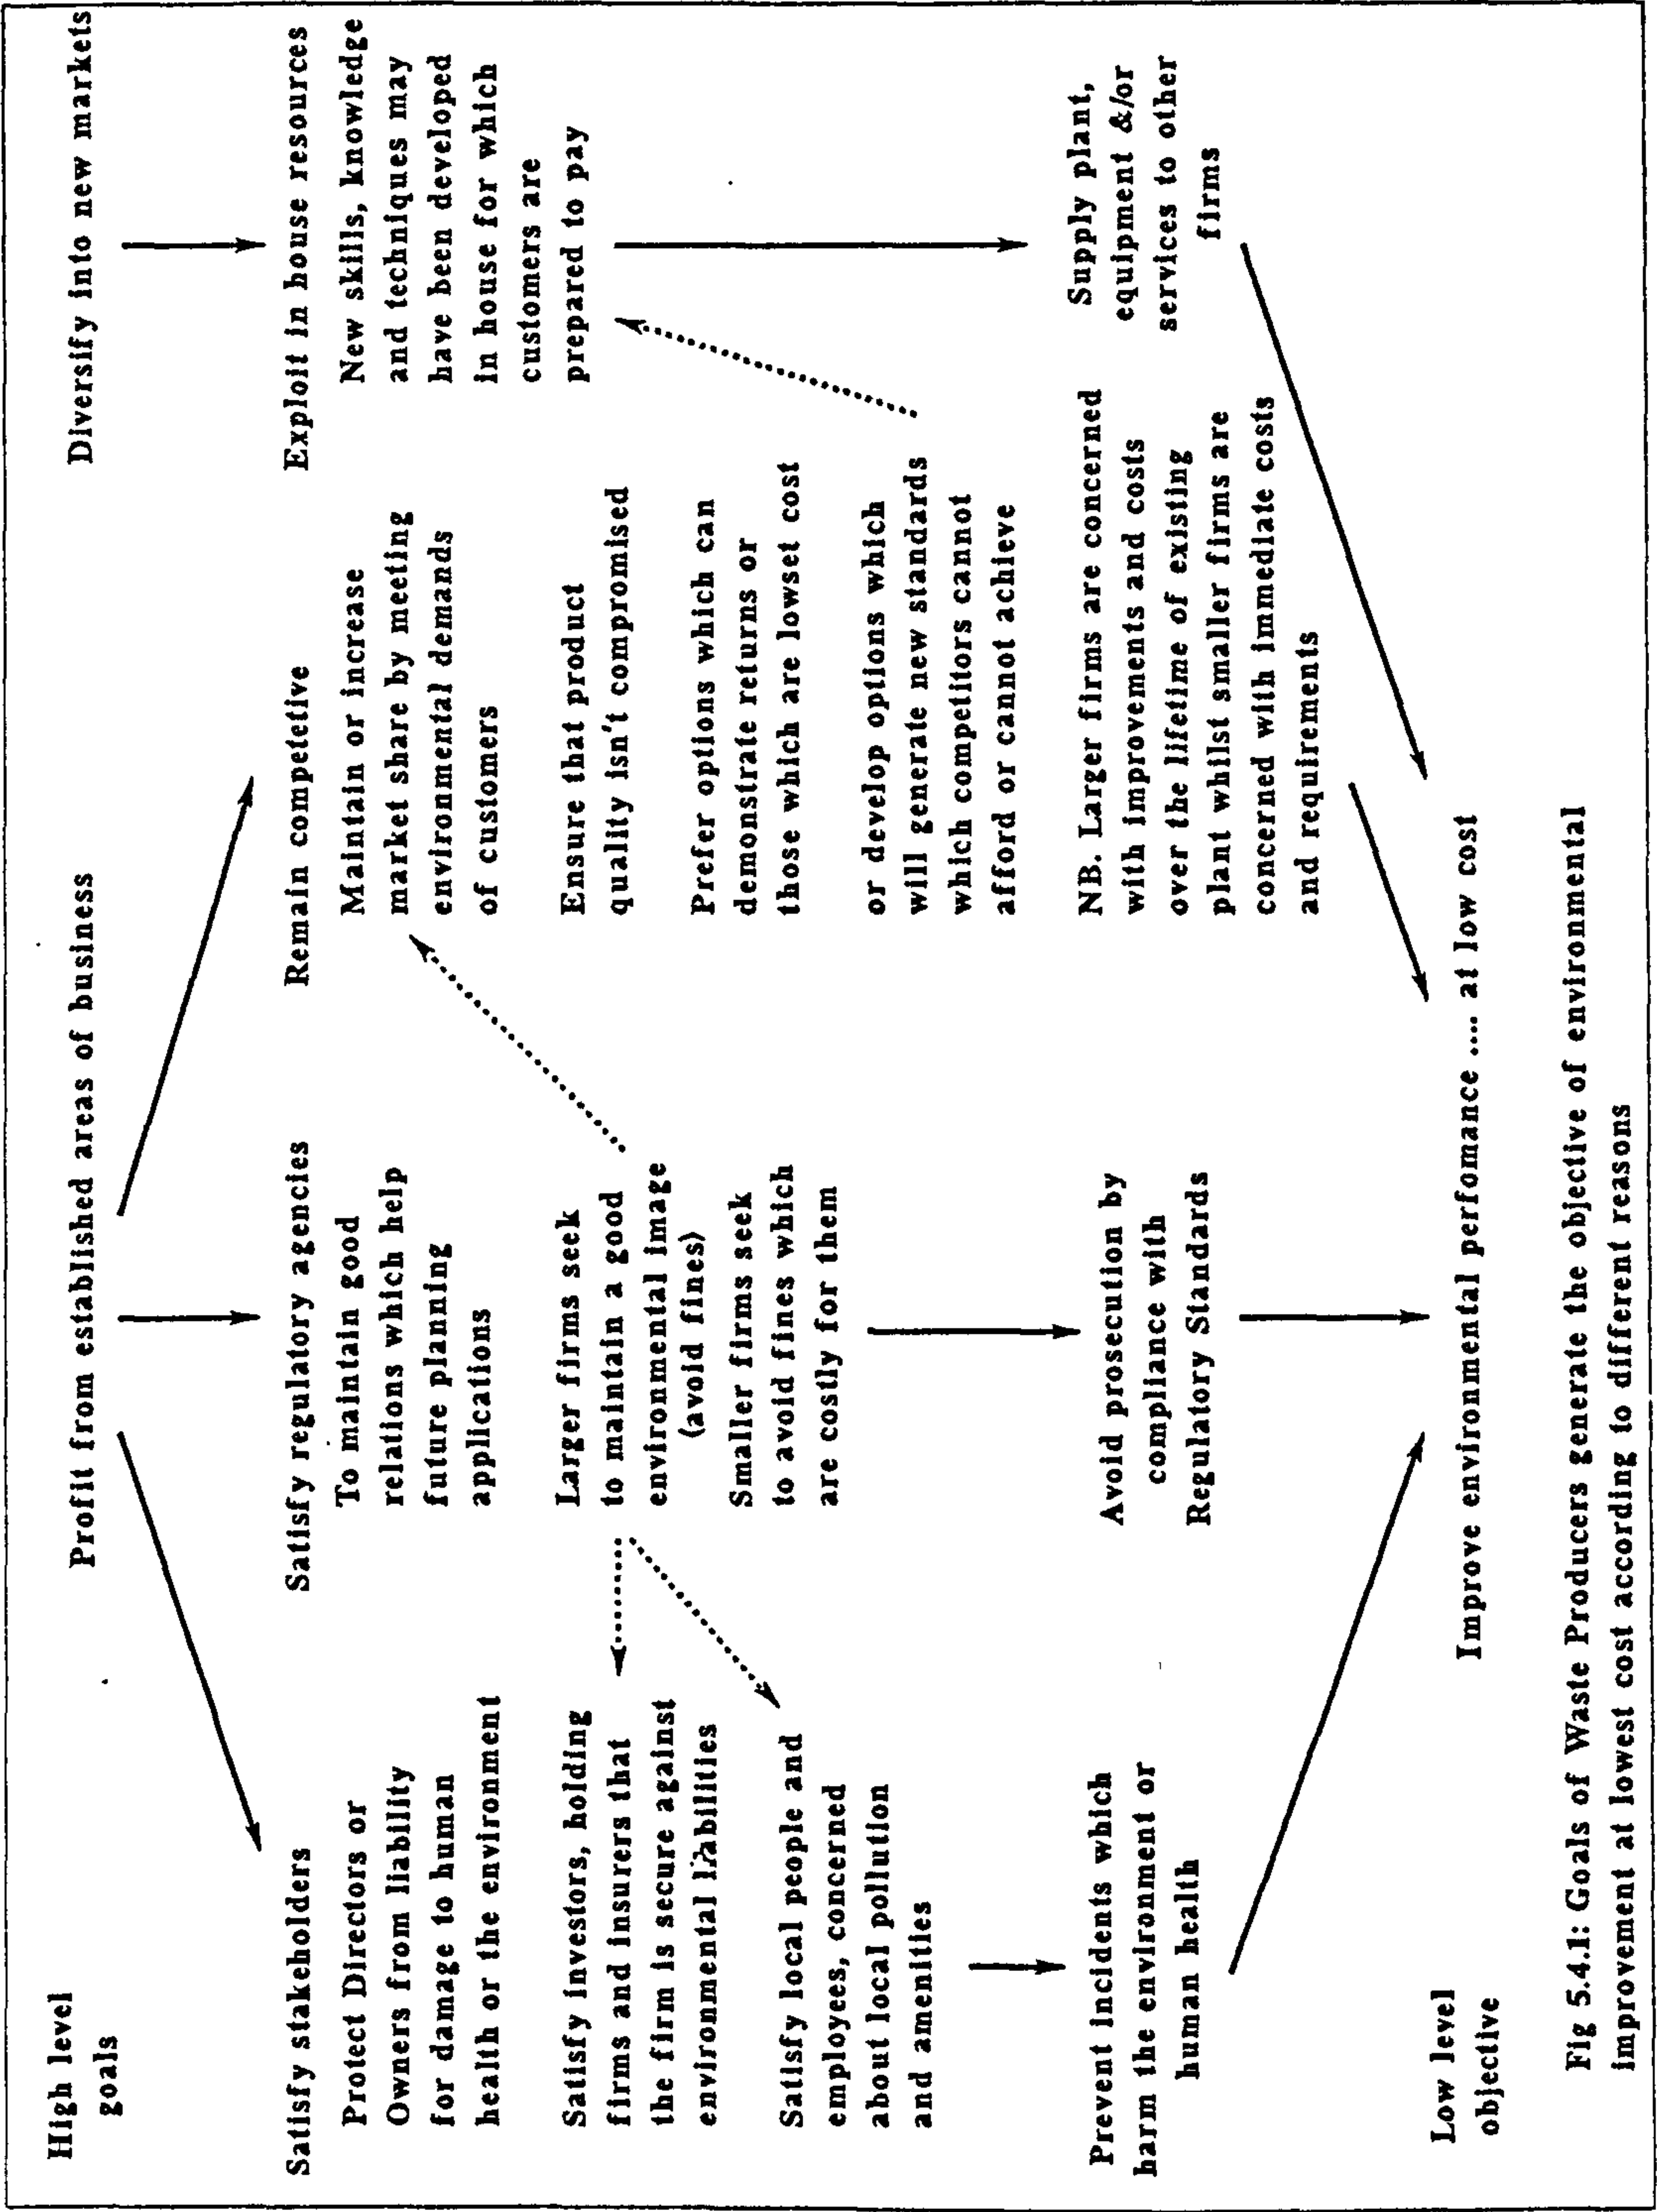 High level
goals
Profit from established areas of business
Diversify into new markets
Satisfy stakeholders
Protect Directors or
Owners from liability
for damage to human
health or the environment
Satisfy investors, holding
firms and insurers that
the firm is secure against
environmental liabilities
Satisfy local people and
employees, concerned
about local pollution
and amenities
Prevent incidents which
harm the environment or
human health
Satisfy regulatory agencies
To maintain good
relations which help
future planning
applications
Larger firms seek
to maintain a good
environmental image
(avoid fines)
Smaller firms seek
to avoid fines which
are costly for them
Avoid prosecution by
compliance with
Regulatory Standards
Remain competetive
Maintain or increase
market share by meeting
environmental demands
of customers
Ensure that product
quality isn't compromised
Prefer options which can
demonstrate returns or
those which are lowset cost
or develop options which
will generate new standards
which competitors cannot
afford or cannot achieve
NB. Larger firms are concerned
with improvements and costs
over the lifetime of existing
plant whilst smaller firms are
concerned with immediate costs
and requirements
Exploit in house resources
New skills, knowledge
and techniques may
have been developed
in house for which
customers are
prepared to pay
Supply plant,
equipment &/or
services to other
firms
Low level
objective
Improve environmental perfomance .... at low cost
Fig 5.4.1: Goals of Waste Producers generate the objective of environmental
improvement at lowest cost according to different reasons